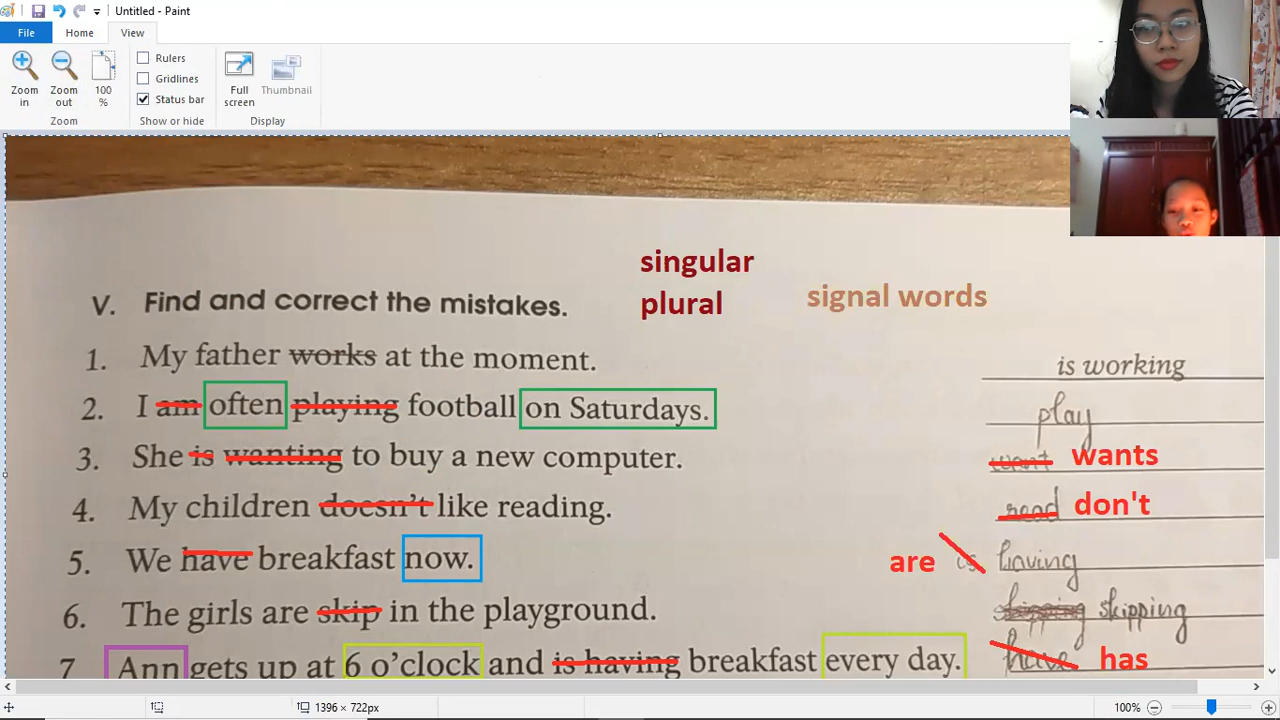 Untitled - Paint
File Home View
Zoom in
Zoom out
100 %
Rulers
Gridlines
Status bar
Full screen
Thumbnail
Zoom
Show or hide
Display
singular
plural
signal words
V. Find and correct the mistakes.
1. My father works at the moment. is working
2. I am often playing football on Saturdays. play
3. She is wanting to buy a new computer. want wants
4. My children doesn't like reading. read don't
5. We have breakfast now. are is having
6. The girls are skip in the playground. skipping
7 Ann gets up at 6 o'clock and is having breakfast every day. have has
1396 × 722px
100%